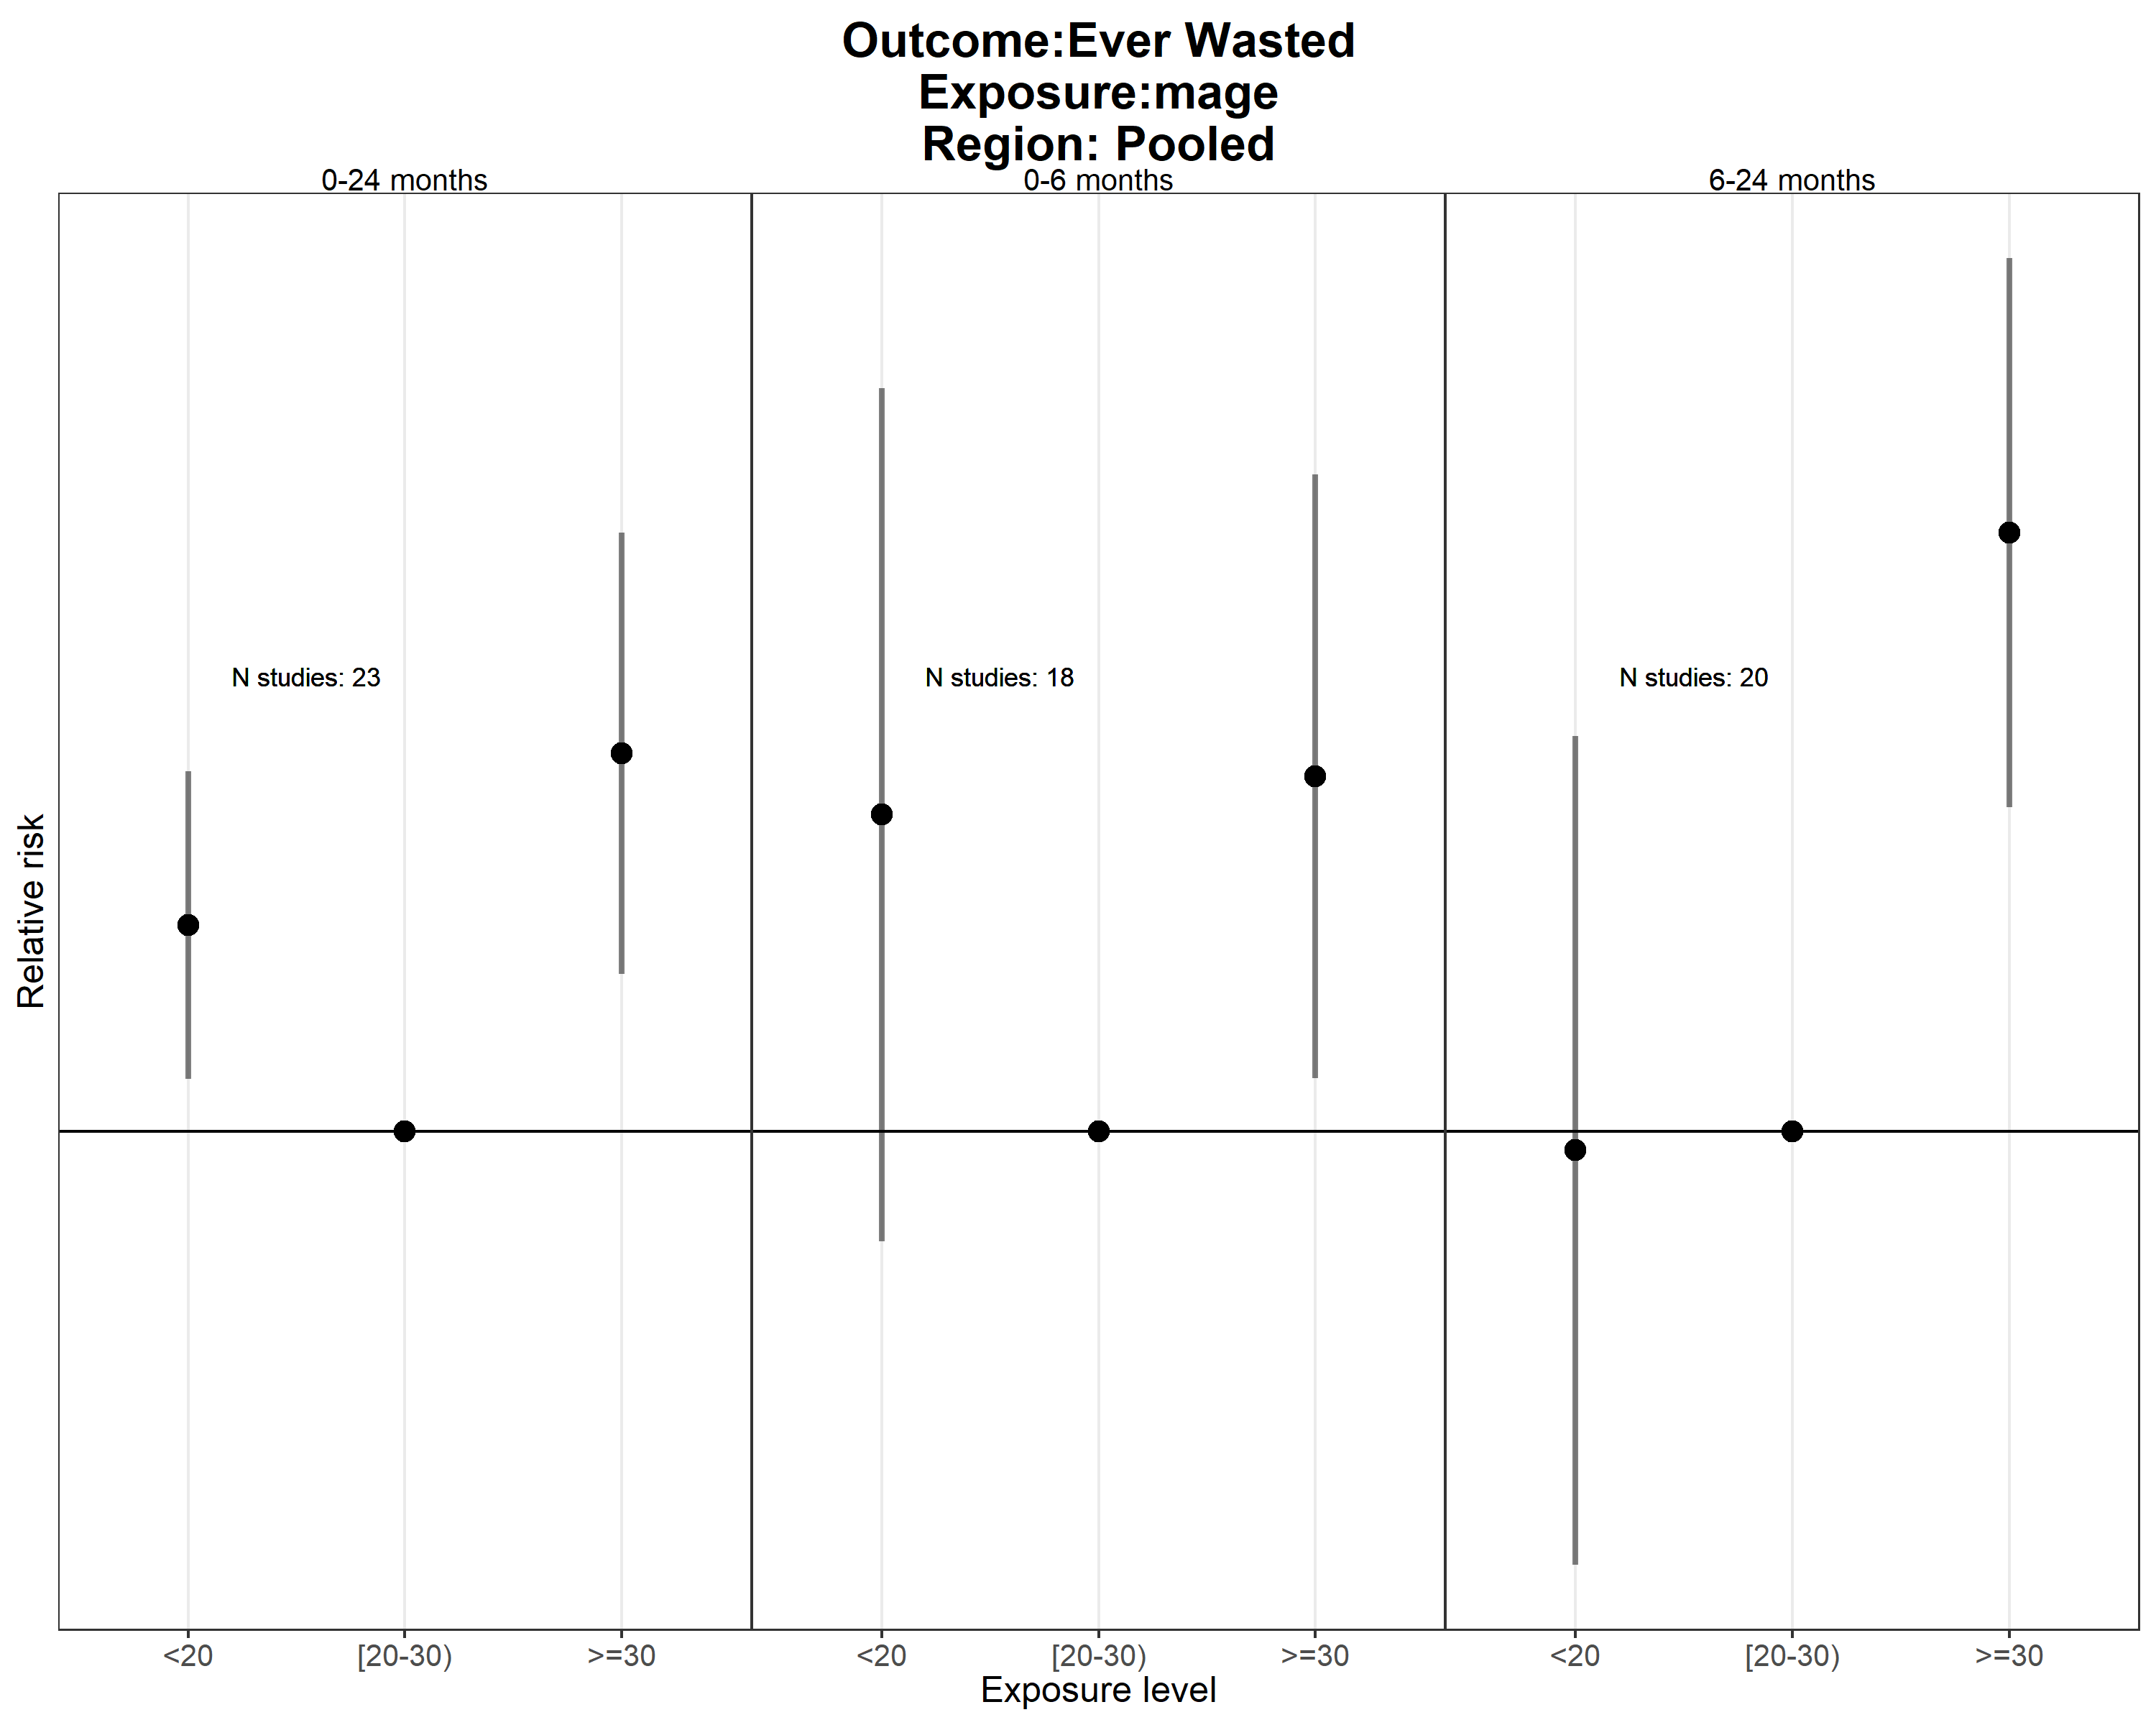 Outcome:Ever Wasted
Exposure:mage
Region: Pooled
0-24 months
0-6 months
6-24 months
N studies: 23
N studies: 18
N studies: 20
Relative risk
<20
[20-30)
>=30
<20
[20-30)
>=30
<20
[20-30)
>=30
Exposure level